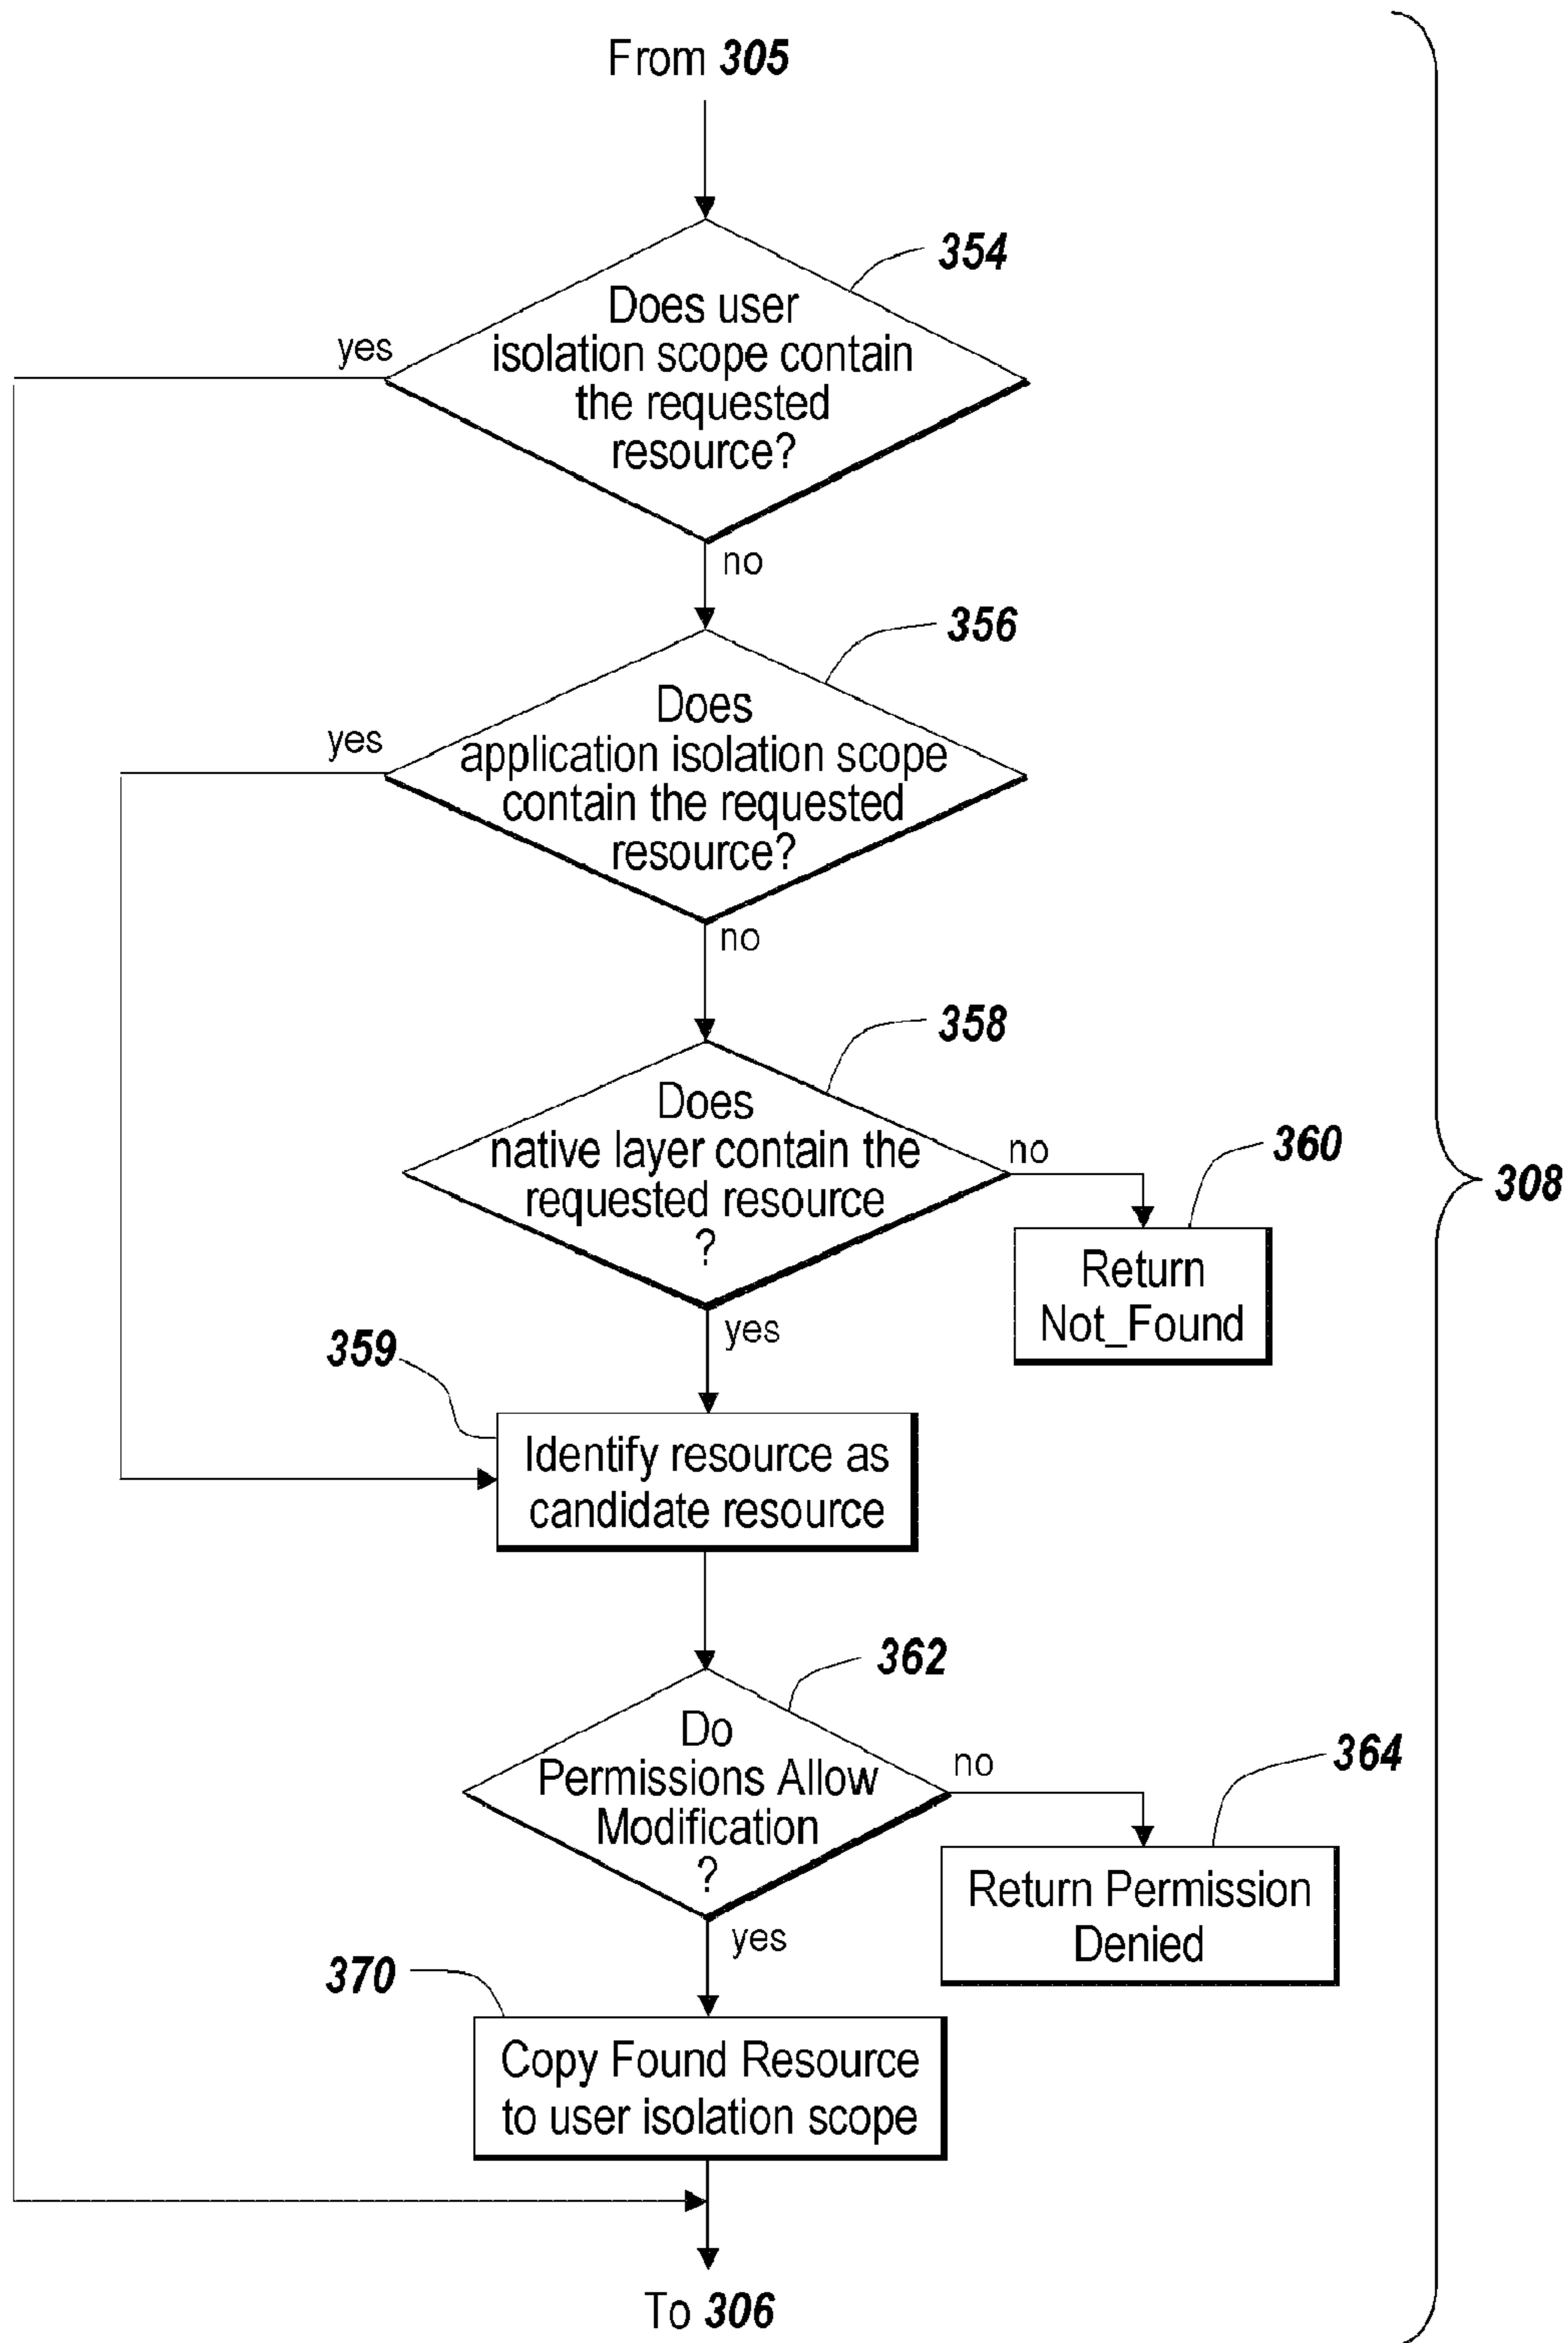 From 305
354
Does user
isolation scope contain
the requested
resource?
yes
no
356
Does
application isolation scope
contain the requested
resource?
yes
no
358
Does
native layer contain the
requested resource
?
no
360
Return
Not_Found
308
yes
359
Identify resource as
candidate resource
362
Do
Permissions Allow
Modification
?
no
364
Return Permission
Denied
yes
370
Copy Found Resource
to user isolation scope
To 306